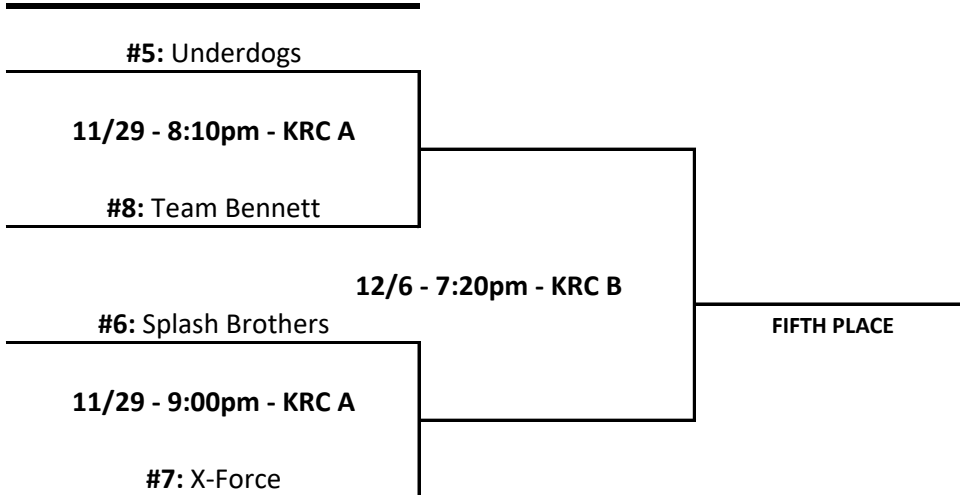 #5: Underdogs
11/29 - 8:10pm - KRC A
#8: Team Bennett
12/6 - 7:20pm - KRC B
#6: Splash Brothers
FIFTH PLACE
11/29 - 9:00pm - KRC A
#7: X-Force